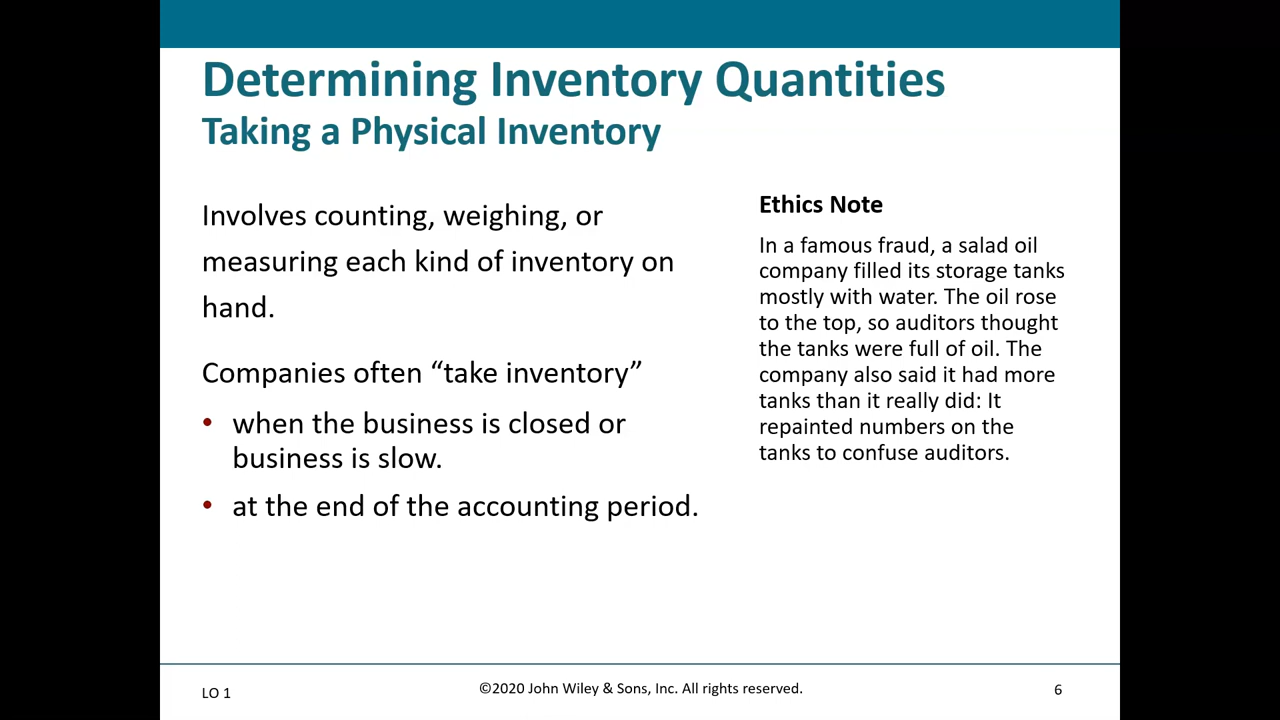 Determining Inventory Quantities
Taking a Physical Inventory
Involves counting, weighing, or
measuring each kind of inventory on
hand.
Companies often “take inventory”
• when the business is closed or
business is slow.
• at the end of the accounting period.
Ethics Note
In a famous fraud, a salad oil
company filled its storage tanks
mostly with water. The oil rose
to the top, so auditors thought
the tanks were full of oil. The
company also said it had more
tanks than it really did: It
repainted numbers on the
tanks to confuse auditors.
LO 1
©2020 John Wiley & Sons, Inc. All rights reserved.
6